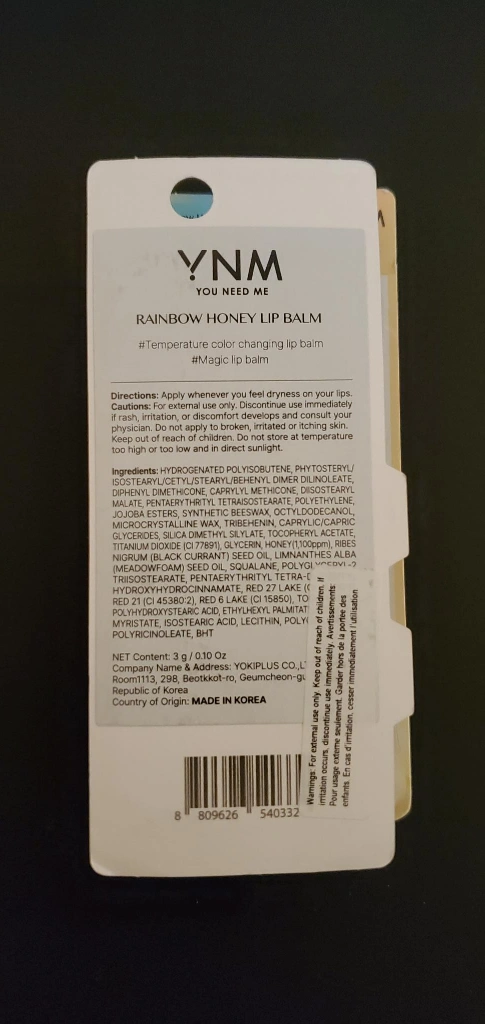 YNM
YOU NEED ME
RAINBOW HONEY LIP BALM
#Temperature color changing lip balm
#Magic lip balm
Directions: Apply whenever you feel dryness on your lips.
Cautions: For external use only. Discontinue use immediately
if rash, irritation, or discomfort develops and consult your
physician. Do not apply to broken, irritated or itching skin.
Keep out of reach of children. Do not store at temperature
too high or too low and in direct sunlight.
Ingredients: HYDROGENATED POLYISOBUTENE, PHYTOSTERYL/
ISOSTEARYL/CETYL/STEARYL/BEHENYL DIMER DILINOLEATE,
DIPHENYL DIMETHICONE, CAPRYLYL METHICONE, DIISOSTEARYL
MALATE, PENTAERYTHRITYL TETRAISOSTEARATE, POLYETHYLENE,
JOJOBA ESTERS, SYNTHETIC BEESWAX, OCTYLDODECANOL,
MICROCRYSTALLINE WAX, TRIBEHENIN, CAPRYLIC/CAPRIC
GLYCERIDES, SILICA DIMETHYL SILYLATE, TOCOPHERYL ACETATE,
TITANIUM DIOXIDE (CI 77891), GLYCERIN, HONEY(1,100ppm), RIBES
NIGRUM (BLACK CURRANT) SEED OIL, LIMNANTHES ALBA
(MEADOWFOAM) SEED OIL, SQUALANE,
TRIISOSTEARATE, PENTAERYTHRITYL TETRA-
HYDROXYHYDROCINNAMATE, RED 27 LAKE
RED 21 (CI 45380:2), RED 6 LAKE (CI 15850),
POLYHYDROXYSTEARIC ACID, ETHYLHEXYL
MYRISTATE, ISOSTEARIC ACID, LECITHIN,
POLYRICINOLEATE, BHT
NET Content: 3 g / 0.10 Oz
Company Name & Address: YOKIPLUS
Room1113, 298, Beotkkot-ro,
Republic of Korea
Country of Origin: MADE IN KOREA
8 809626 540332
Warnings: For external use only. Keep out of reach of children. If
irritation occurs, discontinue use immediately. Avertissements:
Pour usage externe seulement. Garder hors de la portée des
enfants. En cas d'irritation, cesser immédiatement l'utilisation